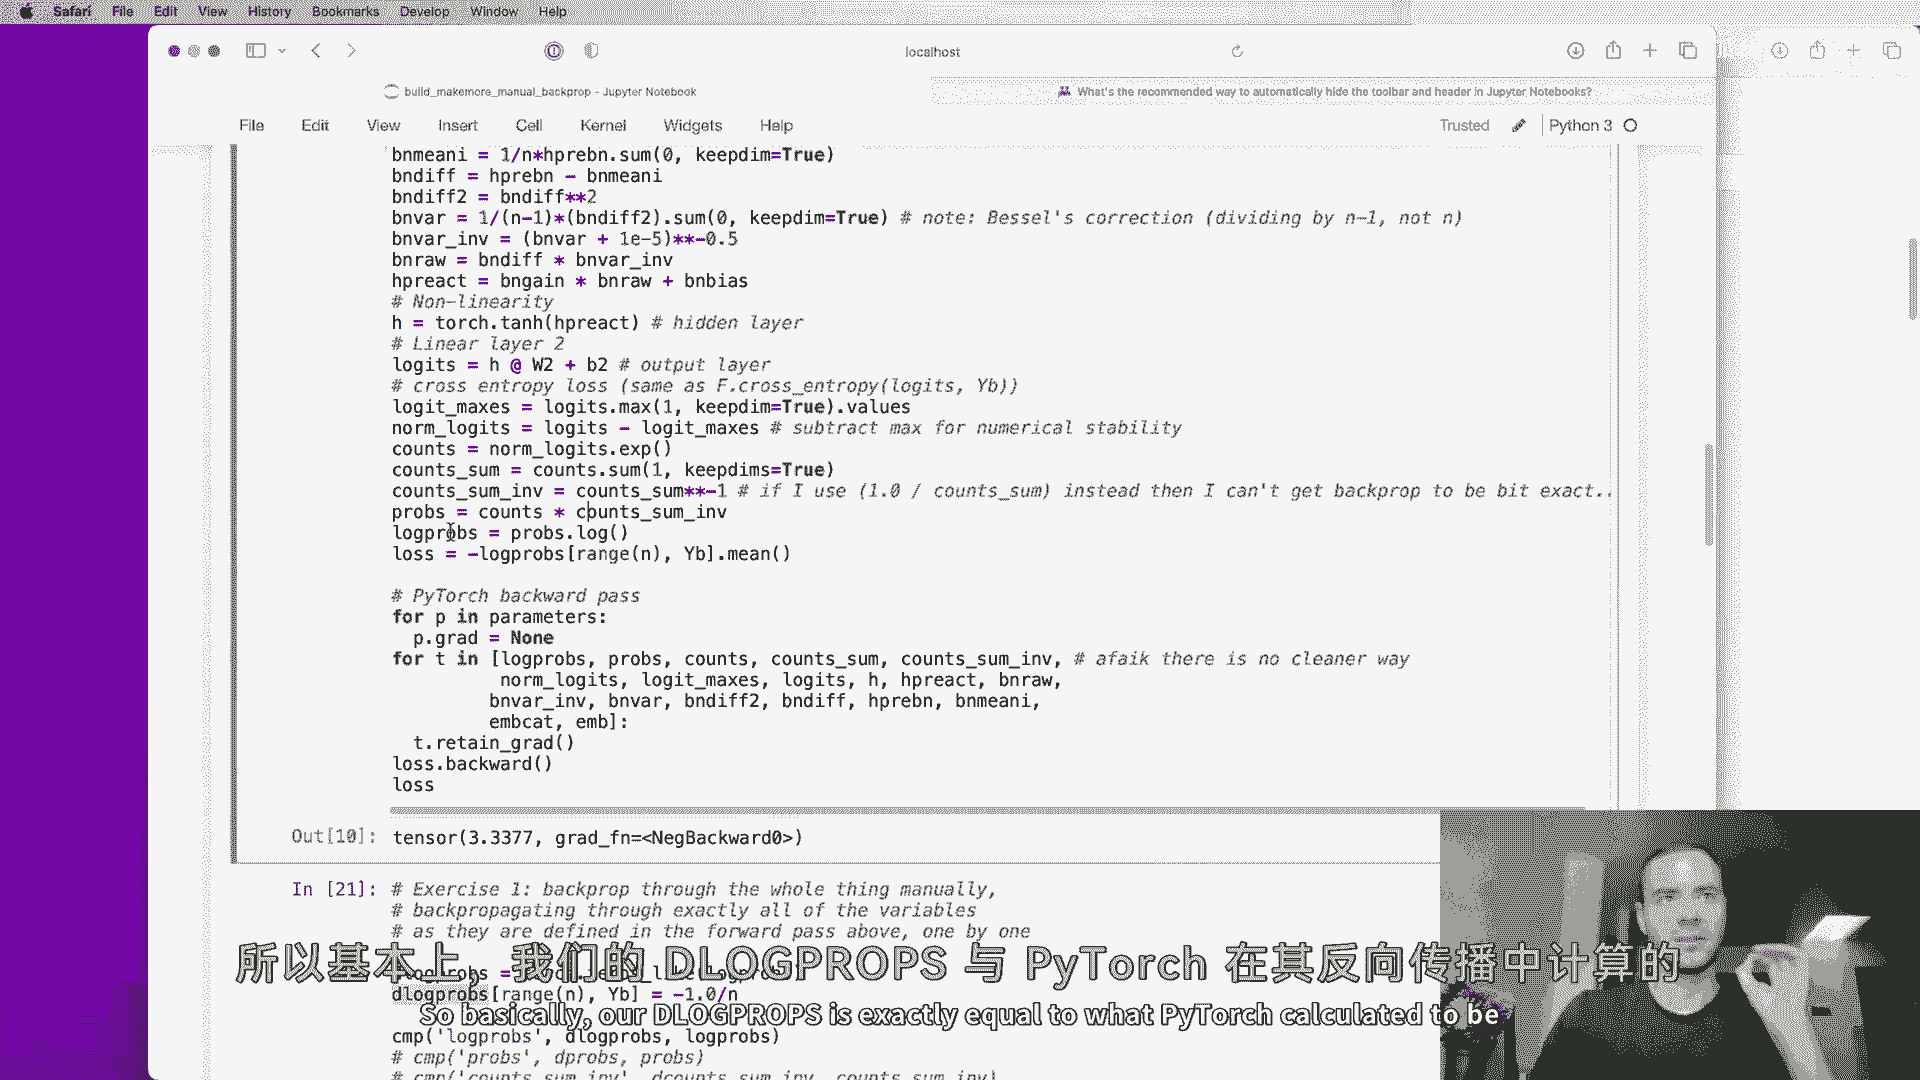 Safari File Edit View History Bookmarks Develop Window Help
localhost
build_makemore_manual_backprop - Jupyter Notebook
What's the recommended way to automatically hide the toolbar and header in Jupyter Notebooks?
File Edit View Insert Cell Kernel Widgets Help
Trusted Python 3
bnmeani = 1/n*hprebn.sum(0, keepdim=True)
bndiff = hprebn - bnmeani
bndiff2 = bndiff**2
bnvar = 1/(n-1)*(bndiff2).sum(0, keepdim=True) # note: Bessel's correction (dividing by n-1, not n)
bnvar_inv = (bnvar + 1e-5)**-0.5
bnraw = bndiff * bnvar_inv
hpreact = bngain * bnraw + bnbias
# Non-linearity
h = torch.tanh(hpreact) # hidden layer
# Linear layer 2
logits = h @ W2 + b2 # output layer
# cross entropy loss (same as F.cross_entropy(logits, Yb))
logit_maxes = logits.max(1, keepdim=True).values
norm_logits = logits - logit_maxes # subtract max for numerical stability
counts = norm_logits.exp()
counts_sum = counts.sum(1, keepdims=True)
counts_sum_inv = counts_sum**-1 # if I use (1.0 / counts_sum) instead then I can't get backprop to be bit exact..
probs = counts * counts_sum_inv
logprobs = probs.log()
loss = -logprobs[range(n), Yb].mean()
# PyTorch backward pass
for p in parameters:
p.grad = None
for t in [logprobs, probs, counts, counts_sum, counts_sum_inv, # afaik there is no cleaner way
norm_logits, logit_maxes, logits, h, hpreact, bnraw,
bnvar_inv, bnvar, bndiff2, bndiff, hprebn, bnmeani,
embcat, emb]:
t.retain_grad()
loss.backward()
loss
Out[10]: tensor(3.3377, grad_fn=<NegBackward0>)
In [21]: # Exercise 1: backprop through the whole thing manually,
# backpropagating through exactly all of the variables
# as they are defined in the forward pass above, one by one
所以基本上，我们的 DLOGPROPS 与 PyTorch 在其反向传播中计算的
dlogprobs[range(n), Yb] = -1.0/n
So basically, our DLOGPROPS is exactly equal to what PyTorch calculated to be
cmp('logprobs', dlogprobs, logprobs)
# cmp('probs', dprobs, probs)
# cmp('counts_sum_inv', dcounts_sum_inv, counts_sum_inv)